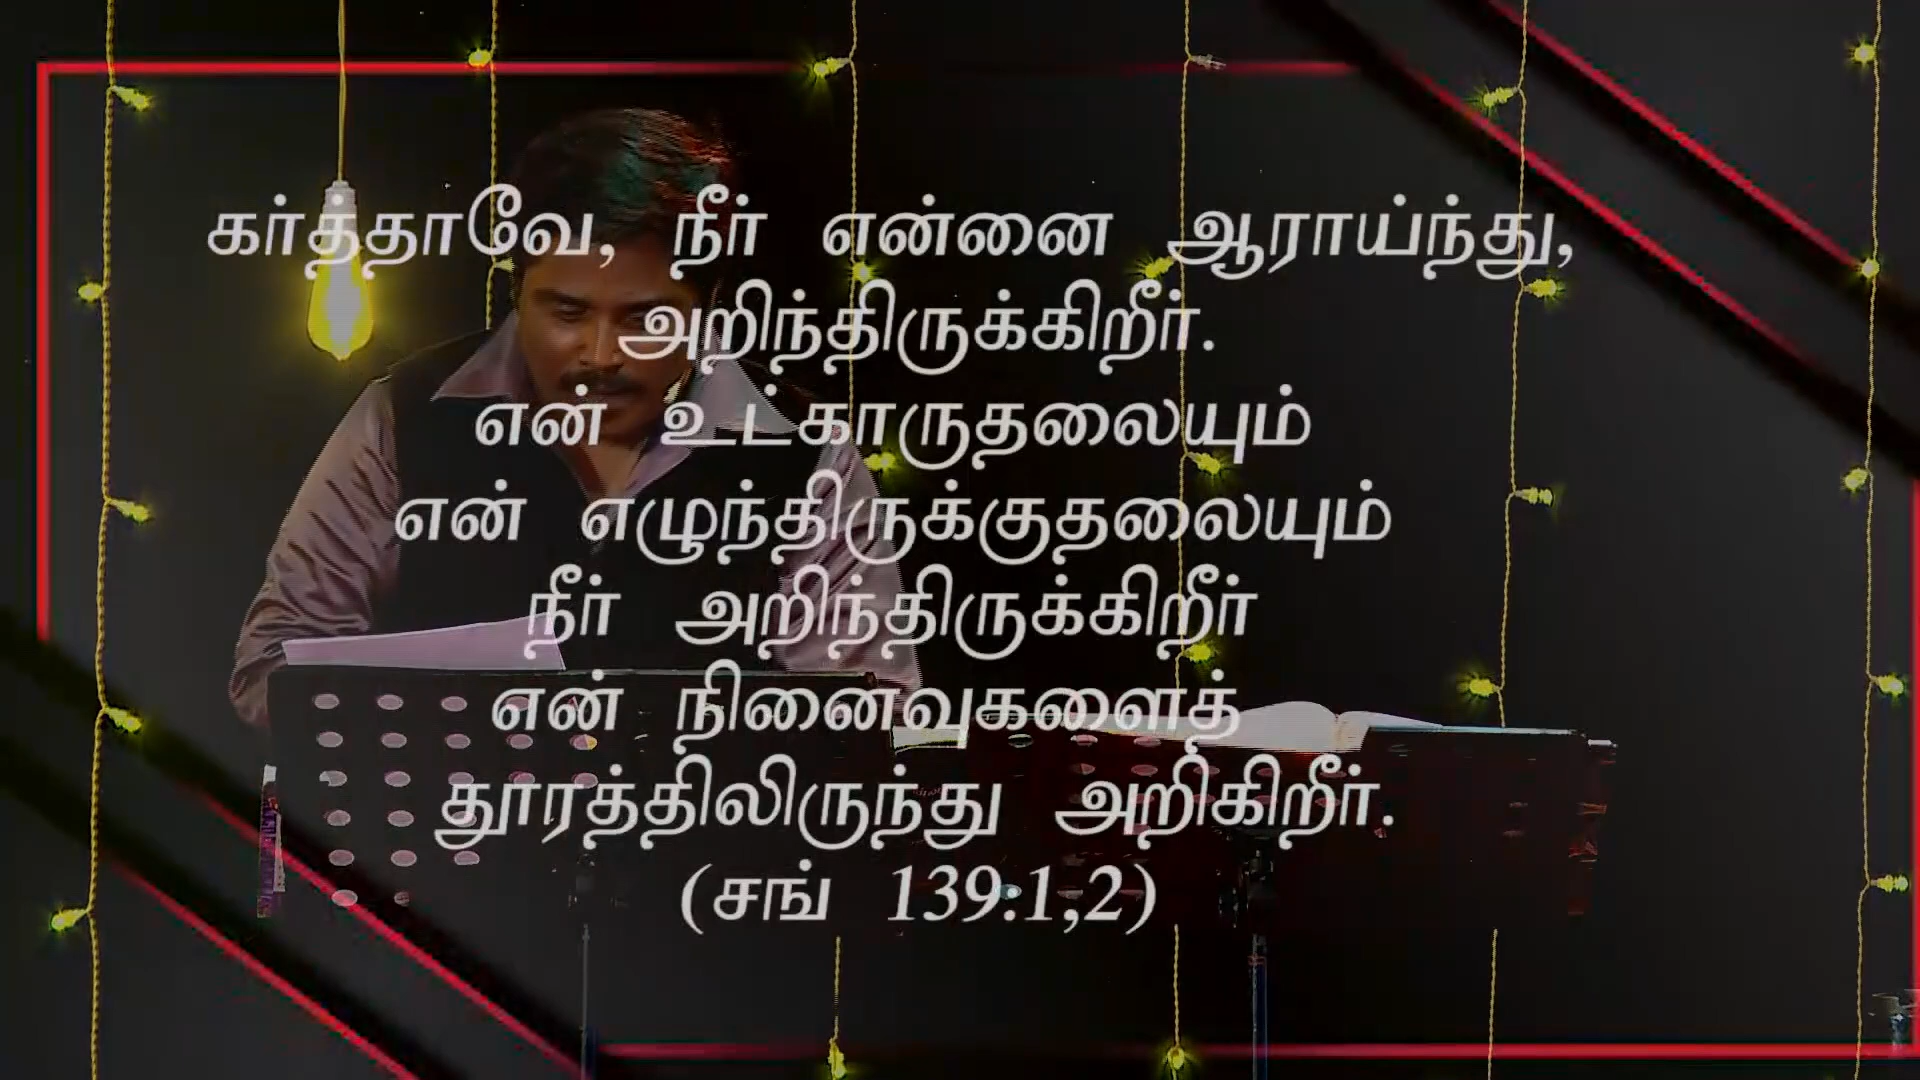 கர்த்தாவே, நீர் என்னை ஆராய்ந்து,
அறிந்திருக்கிறீர்.
என் உட்காருதலையும்
என் எழுந்திருக்குதலையும்
நீர் அறிந்திருக்கிறீர்
என் நினைவுகளைத்
தூரத்திலிருந்து அறிகிறீர்.
(சங் 139:1,2)